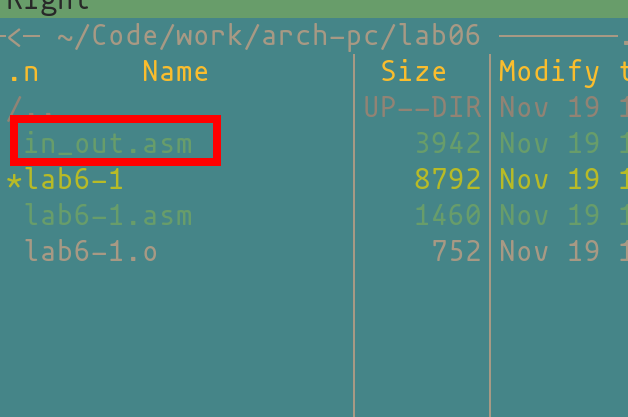 Right
<— ~/Code/work/arch-pc/lab06
.n Name Size Modify t
/.. UP--DIR Nov 19 1
in_out.asm 3942 Nov 19 1
*lab6-1 8792 Nov 19 1
lab6-1.asm 1460 Nov 19 1
lab6-1.o 752 Nov 19 1